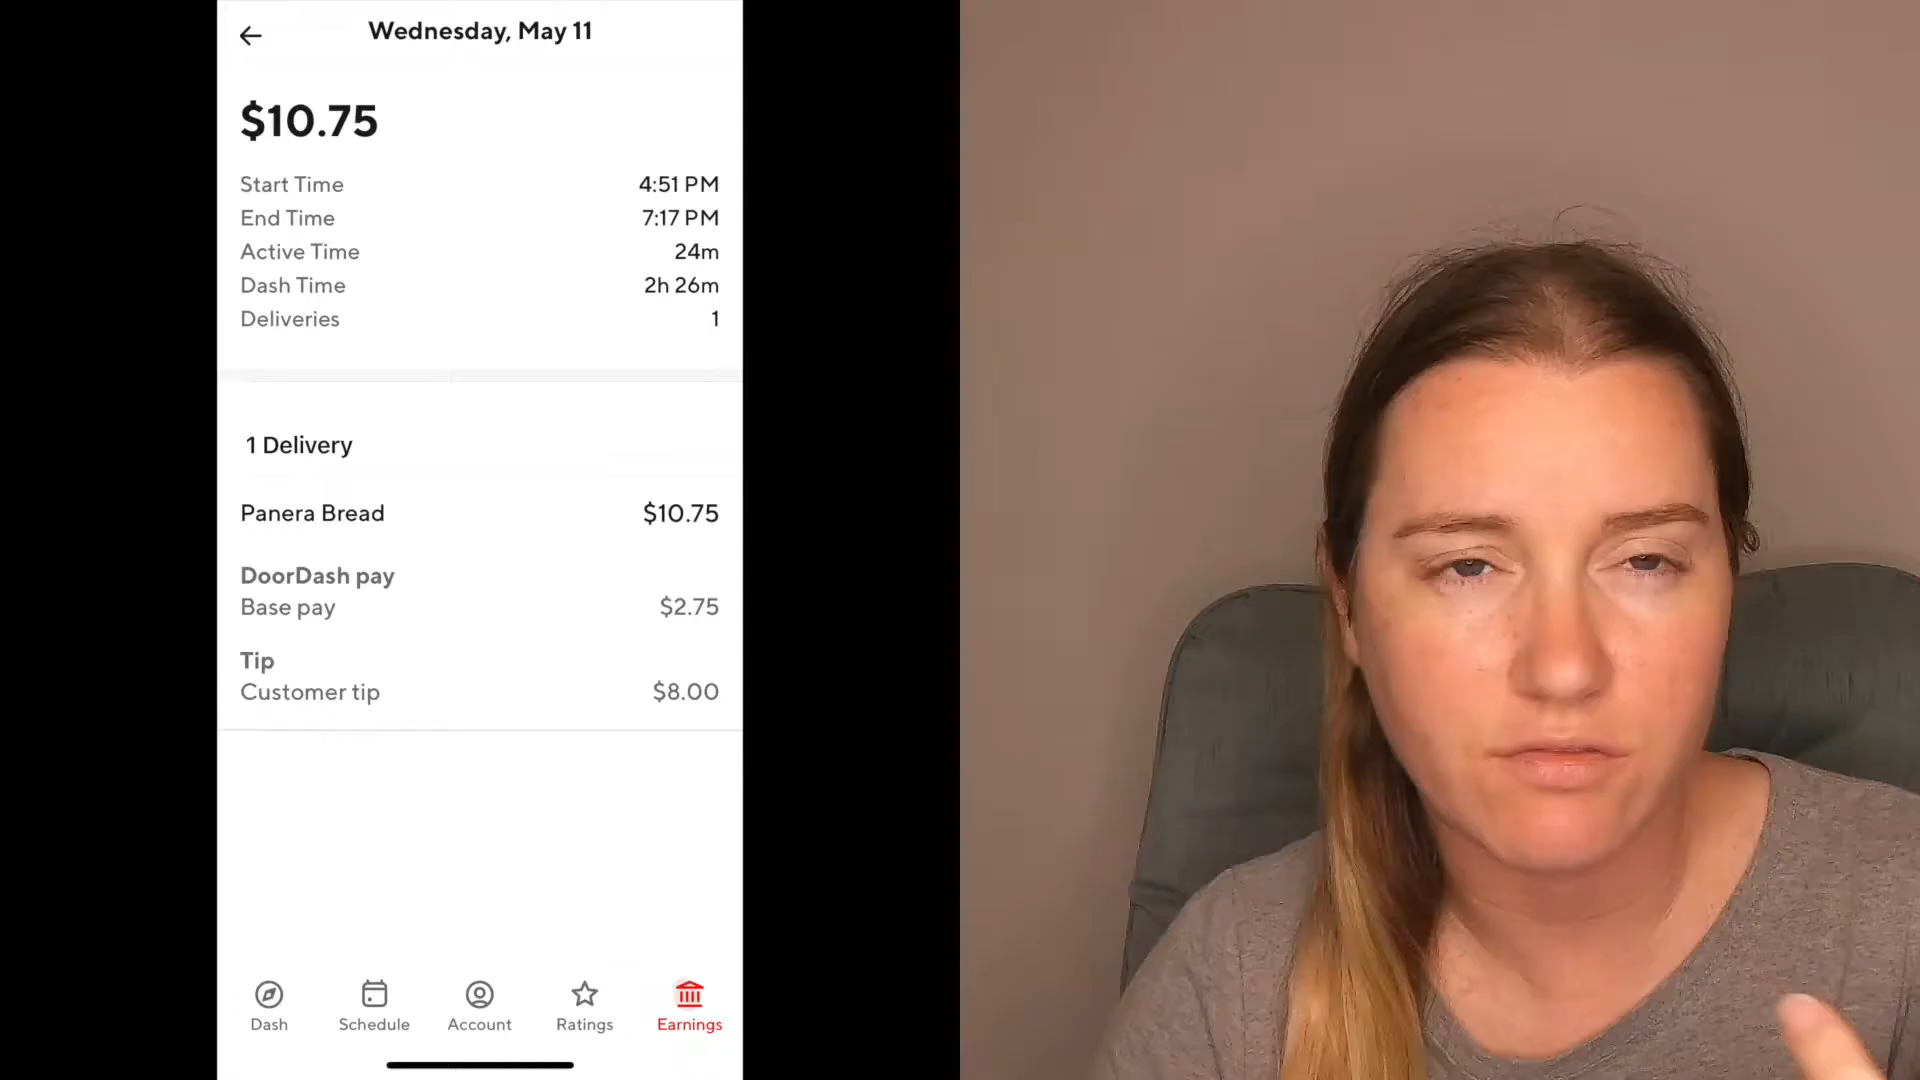 Wednesday, May 11
$10.75
Start Time 4:51 PM
End Time 7:17 PM
Active Time 24m
Dash Time 2h 26m
Deliveries 1
1 Delivery
Panera Bread $10.75
DoorDash pay
Base pay $2.75
Tip
Customer tip $8.00
Dash Schedule Account Ratings Earnings